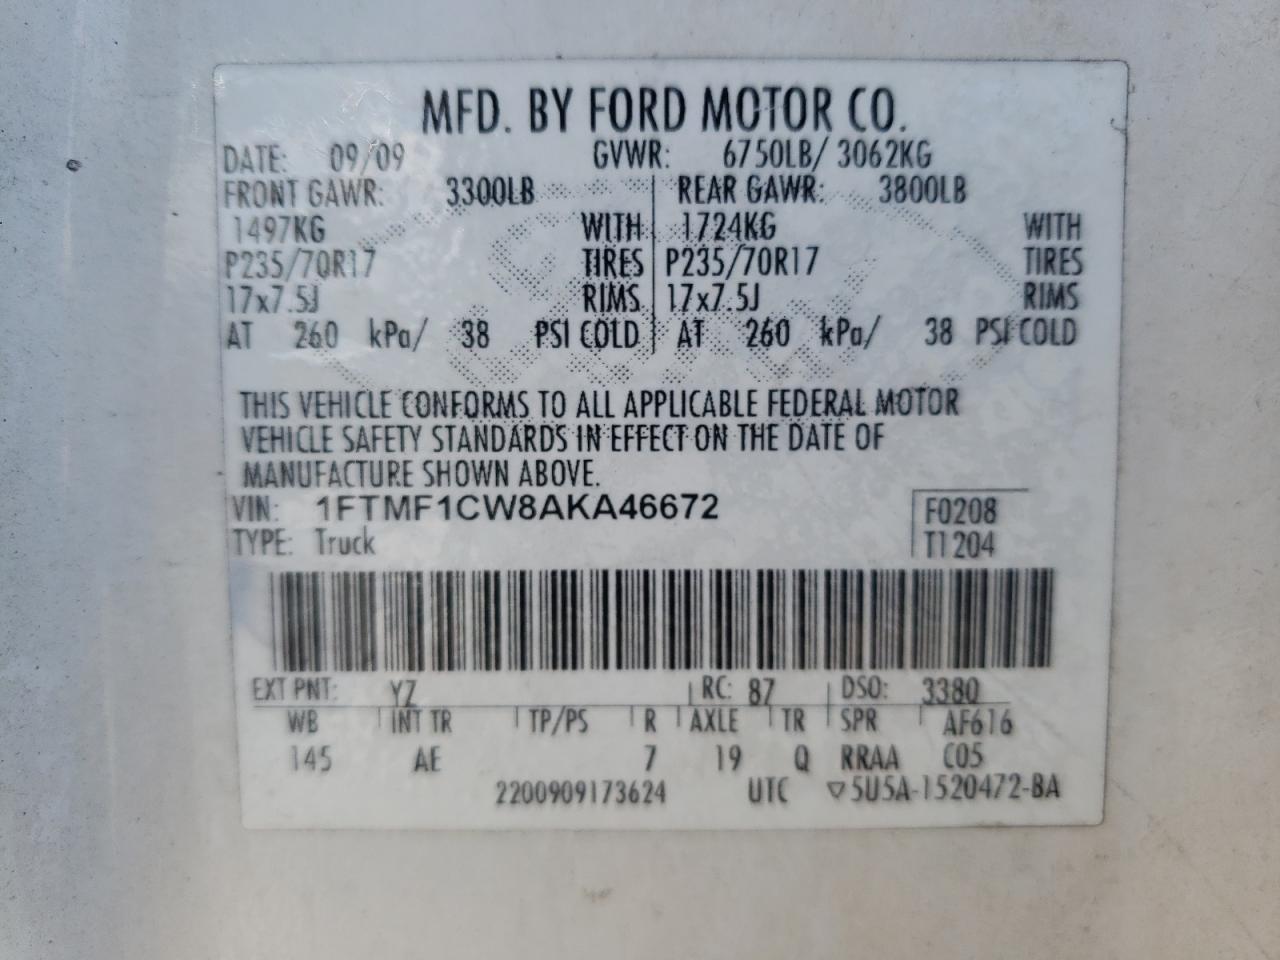 MFD. BY FORD MOTOR CO.
DATE: 09/09 GVWR: 6750LB/ 3062KG
FRONT GAWR: 3300LB REAR GAWR: 3800LB
1497KG WITH 1724KG WITH
P235/70R17 TIRES P235/70R17 TIRES
17x7.5J RIMS 17x7.5J RIMS
AT 260 kPa/ 38 PSI COLD AT 260 kPa/ 38 PSI COLD
THIS VEHICLE CONFORMS TO ALL APPLICABLE FEDERAL MOTOR
VEHICLE SAFETY STANDARDS IN EFFECT ON THE DATE OF
MANUFACTURE SHOWN ABOVE.
VIN: 1FTMF1CW8AKA46672 F0208
TYPE: Truck T1204
EXT PNT: YZ RC: 87 DSO: 3380
WB INT TR TP/PS R AXLE TR SPR AF616
145 AE 7 19 Q RRAA C05
2200909173624 UTC ▽5U5A-1520472-BA